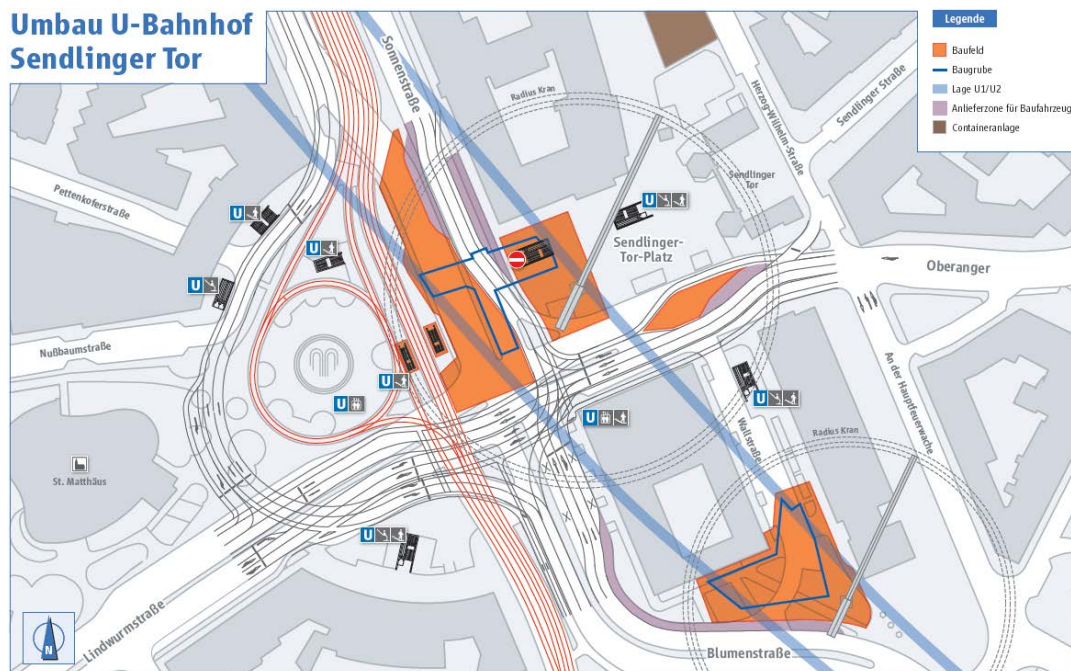 Umbau U-Bahnhof
Sendlinger Tor
Legende
Baufeld
Baugrube
Lage U1/U2
Anlieferzone für Baufahrzeuge
Containeranlage
Sonnenstraße
Radius Kran
Herzog-Wilhelm-Straße
Sendlinger Straße
Pettenkoferstraße
Sendlinger
Tor
U
U
U
Sendlinger-
Tor-Platz
U
Oberanger
Nußbaumstraße
U
U
U
U
An der Hauptfeuerwache
Wallstraße
Radius Kran
St. Matthäus
U
Lindwurmstraße
Blumenstraße
N